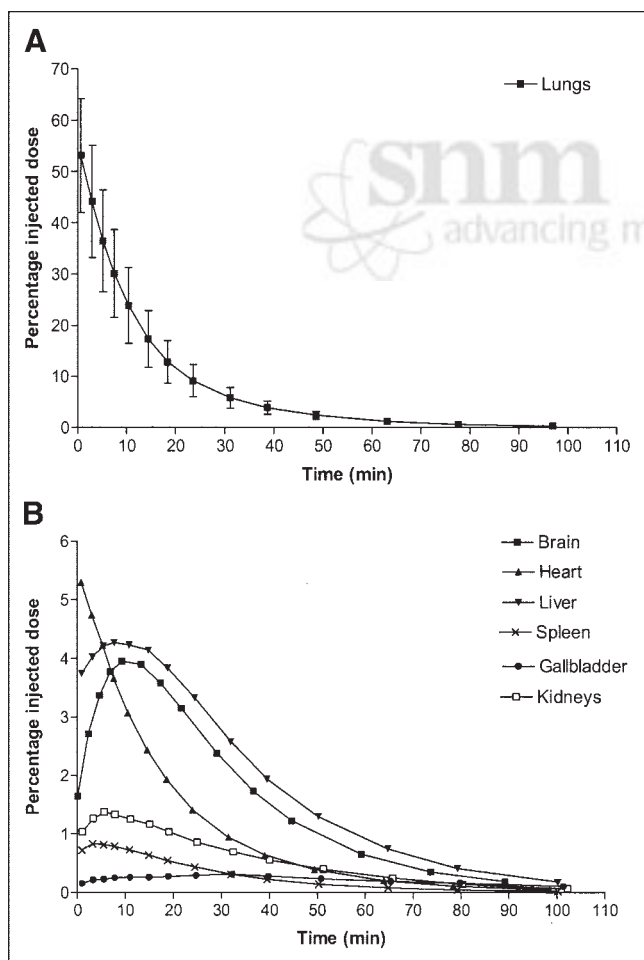 A
70
60
50
40
30
20
10
0
Percentage injected dose
0 10 20 30 40 50 60 70 80 90 100 110
Time (min)
Lungs
snm
advancing m
B
6
5
4
3
2
1
0
Percentage injected dose
0 10 20 30 40 50 60 70 80 90 100 110
Time (min)
Brain
Heart
Liver
Spleen
Gallbladder
Kidneys